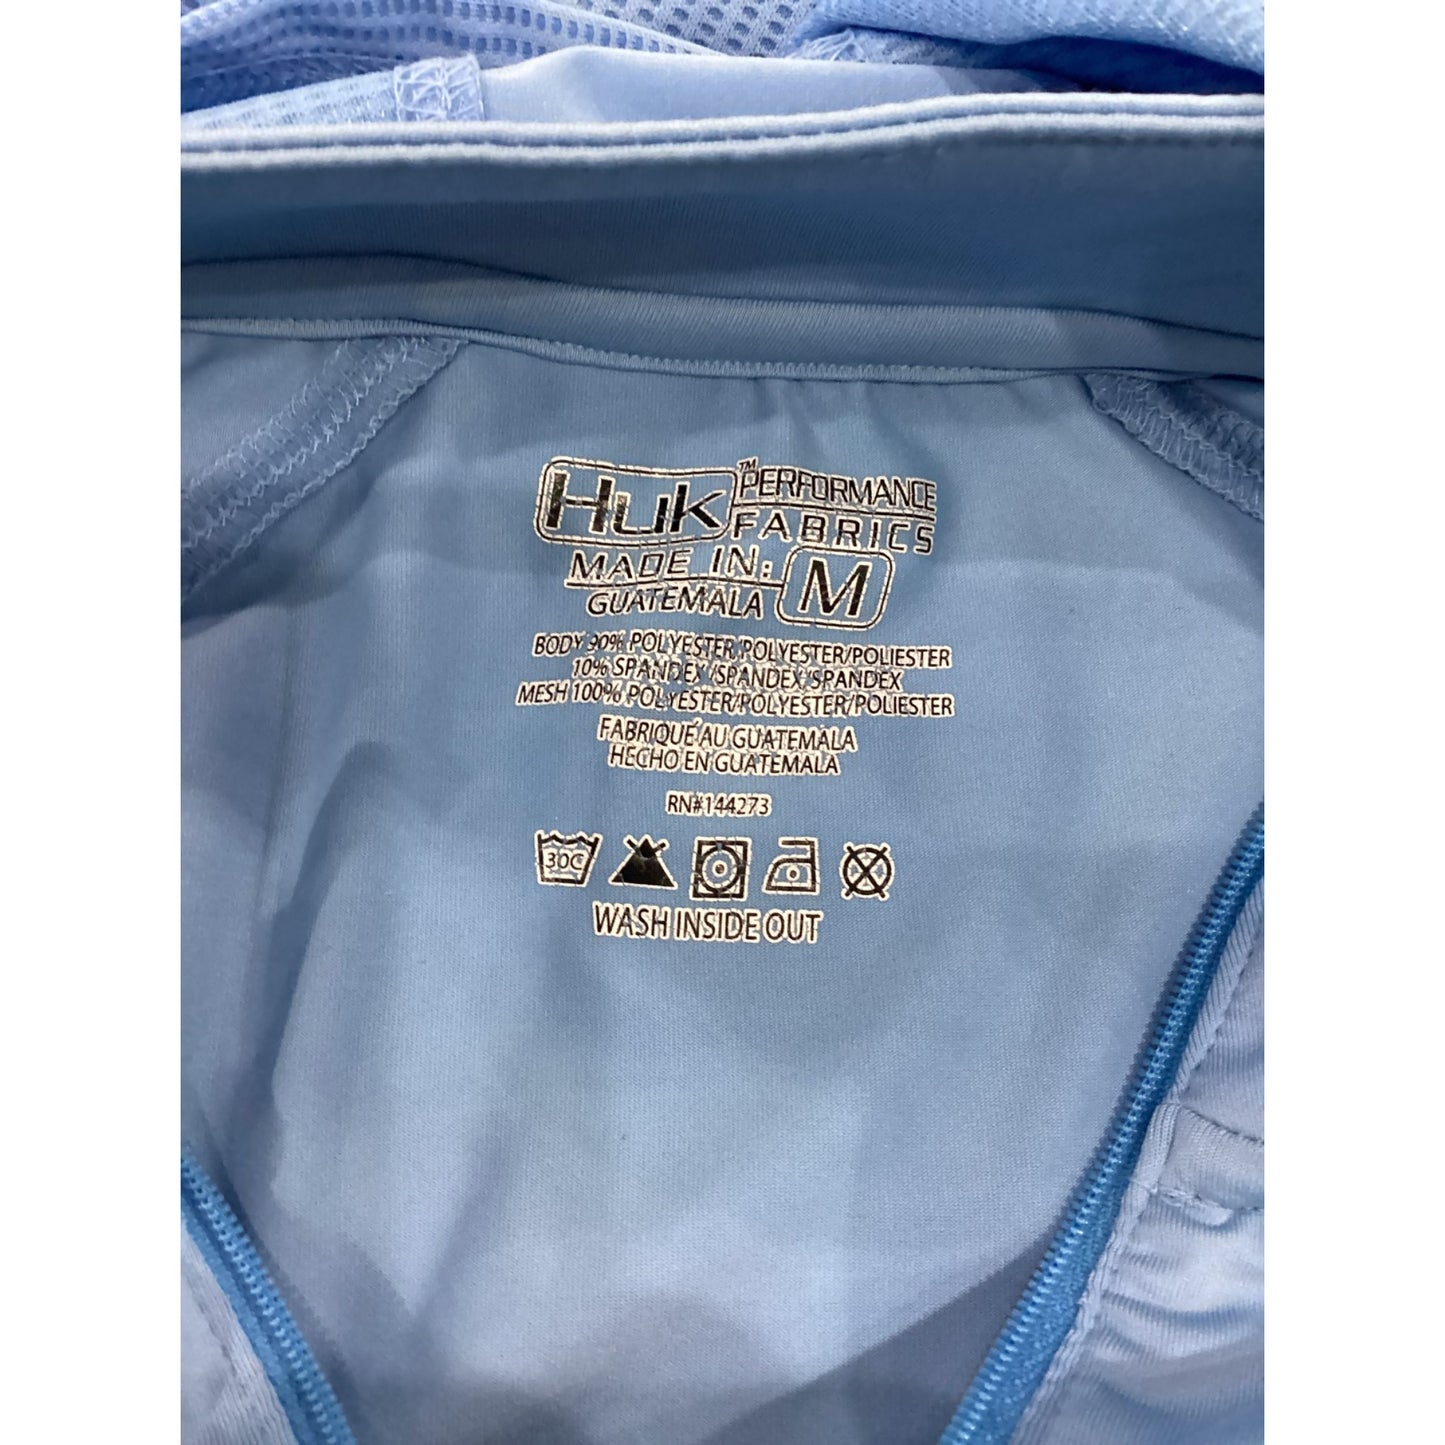 Huk™ PERFORMANCE
FABRICS
MADE IN: M
GUATEMALA
BODY 90% POLYESTER/POLYESTER/POLIESTER
10% SPANDEX /SPANDEX/SPANDEX
MESH 100% POLYESTER/POLYESTER/POLIESTER
FABRIQUÉ AU GUATEMALA
HECHO EN GUATEMALA
RN#144273
30C
WASH INSIDE OUT